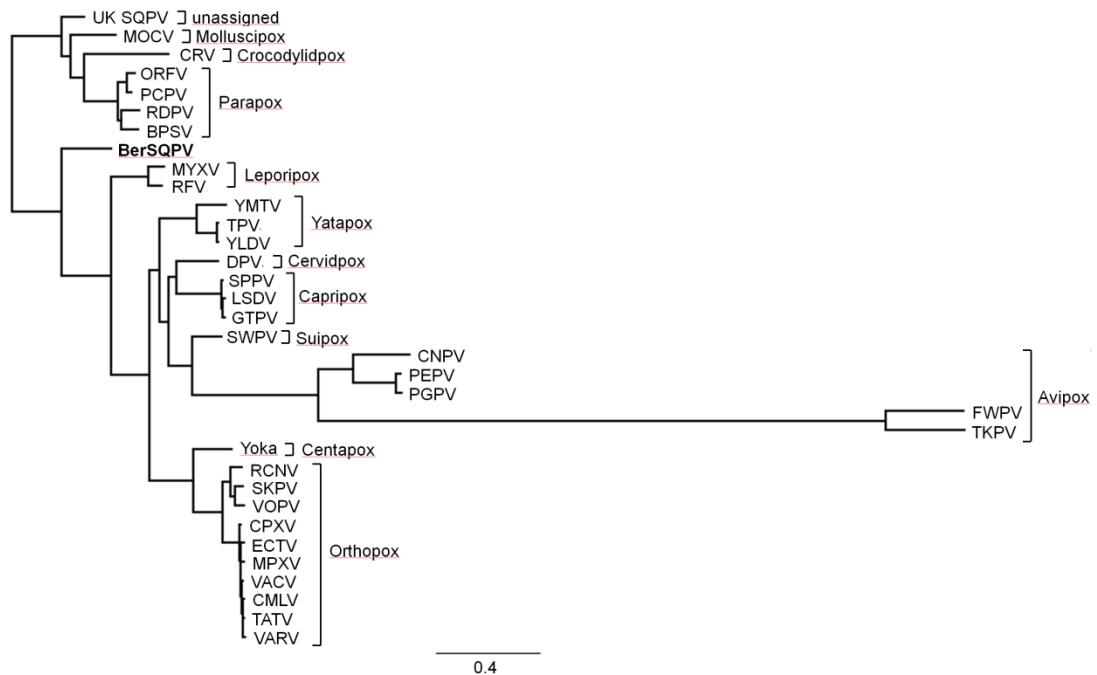 UK SQPV unassigned
MOCV Molluscipox
CRV Crocodylidpox
ORFV
PCPV
Parapox
RDPV
BPSV
BerSQPV
MYXV
Leporipox
RFV
YMTV
TPV
Yatapox
YLDV
DPV Cervidpox
SPPV
LSDV Capripox
GTPV
SWPV Suipox
CNPV
PEPV
PGPV
Avipox
FWPV
TKPV
Yoka Centapox
RCNV
SKPV
VOPV
CPXV
ECTV
Orthopox
MPXV
VACV
CMLV
TATV
VARV
0.4